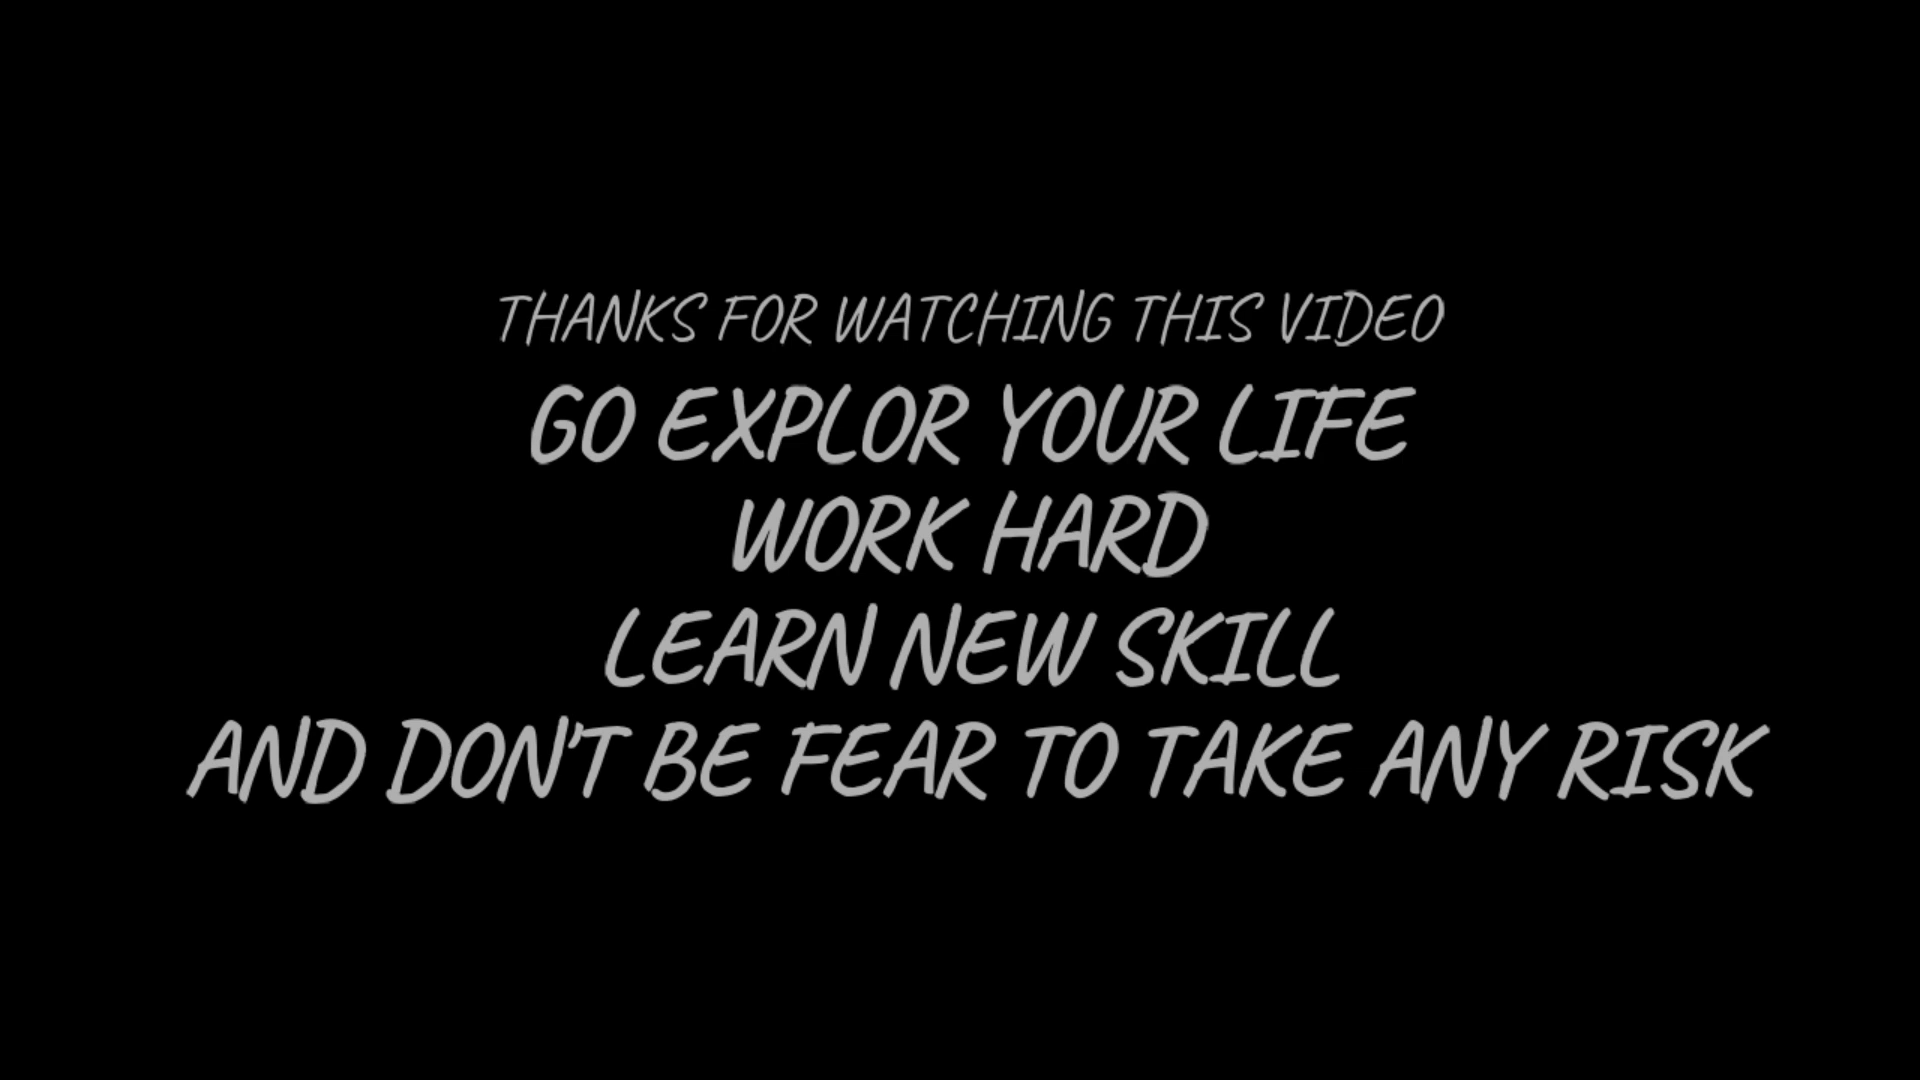 THANKS FOR WATCHING THIS VIDEO
GO EXPLOR YOUR LIFE
WORK HARD
LEARN NEW SKILL
AND DON'T BE FEAR TO TAKE ANY RISK